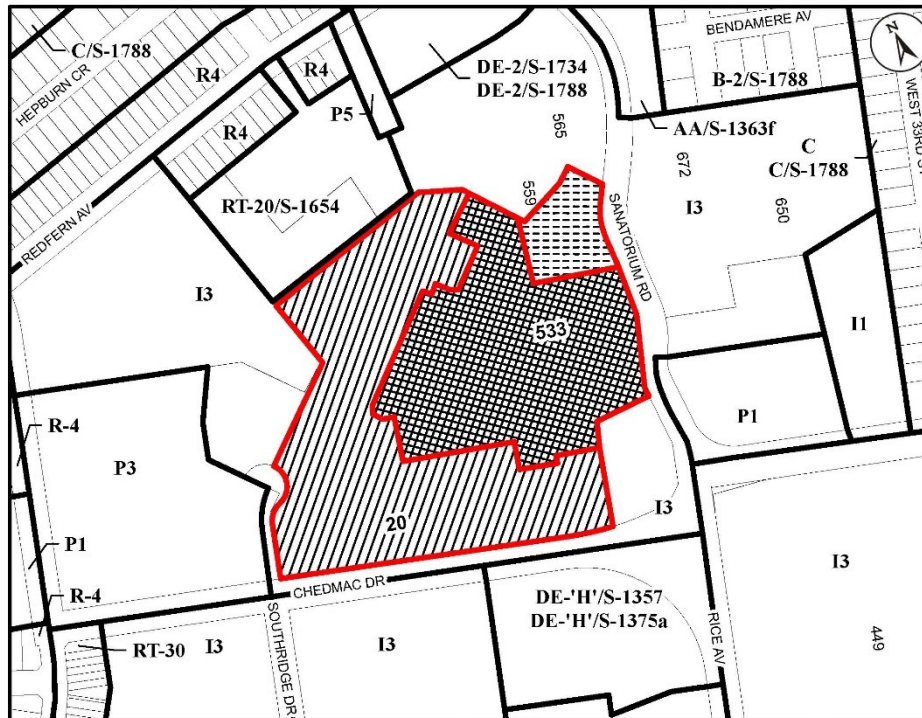 BENDAMERE AV
N
C/S-1788
HEPBURN CR
R4
R4
R4
P5
DE-2/S-1734
DE-2/S-1788
B-2/S-1788
AA/S-1363f
WEST 33RD ST
C
C/S-1788
565
559
672
650
I3
SANATORIUM RD
RT-20/S-1654
REDFERN AV
I3
I1
533
P1
R-4
P3
20
I3
P1
R-4
CHEDMAC DR
I3
DE-'H'/S-1357
DE-'H'/S-1375a
RICE AV
449
RT-30
I3
SOUTHRIDGE DR
I3